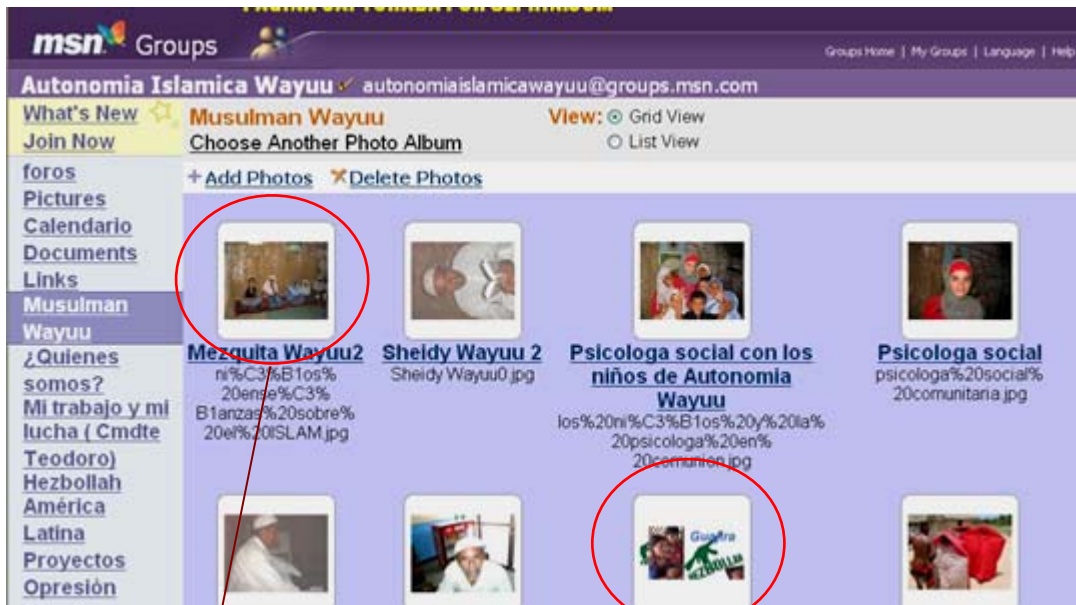 msn Groups
Groups Home | My Groups | Language | Help
Autonomia Islamica Wayuu autonomiaislamicawayuu@groups.msn.com
What's New
Join Now
Musulman Wayuu
Choose Another Photo Album
View: Grid View
List View
+ Add Photos Delete Photos
foros
Pictures
Calendario
Documents
Links
Musulman
Wayuu
¿Quienes
somos?
Mi trabajo y mi
lucha ( Cmdte
Teodoro)
Hezbollah
América
Latina
Proyectos
Opresión
Mezquita Wayuu2
ni%C3%B1os%
20ense%C3%
B1anzas%20sobre%
20el%20ISLAM.jpg
Sheidy Wayuu 2
Sheidy Wayuu0.jpg
Psicologa social con los
niños de Autonomia
Wayuu
los%20ni%C3%B1os%20y%20la%
20psicologa%20en%
20comunion.jpg
Psicologa social
psicologa%20social%
20comunitaria.jpg
Guajira
HEZBOLLAH